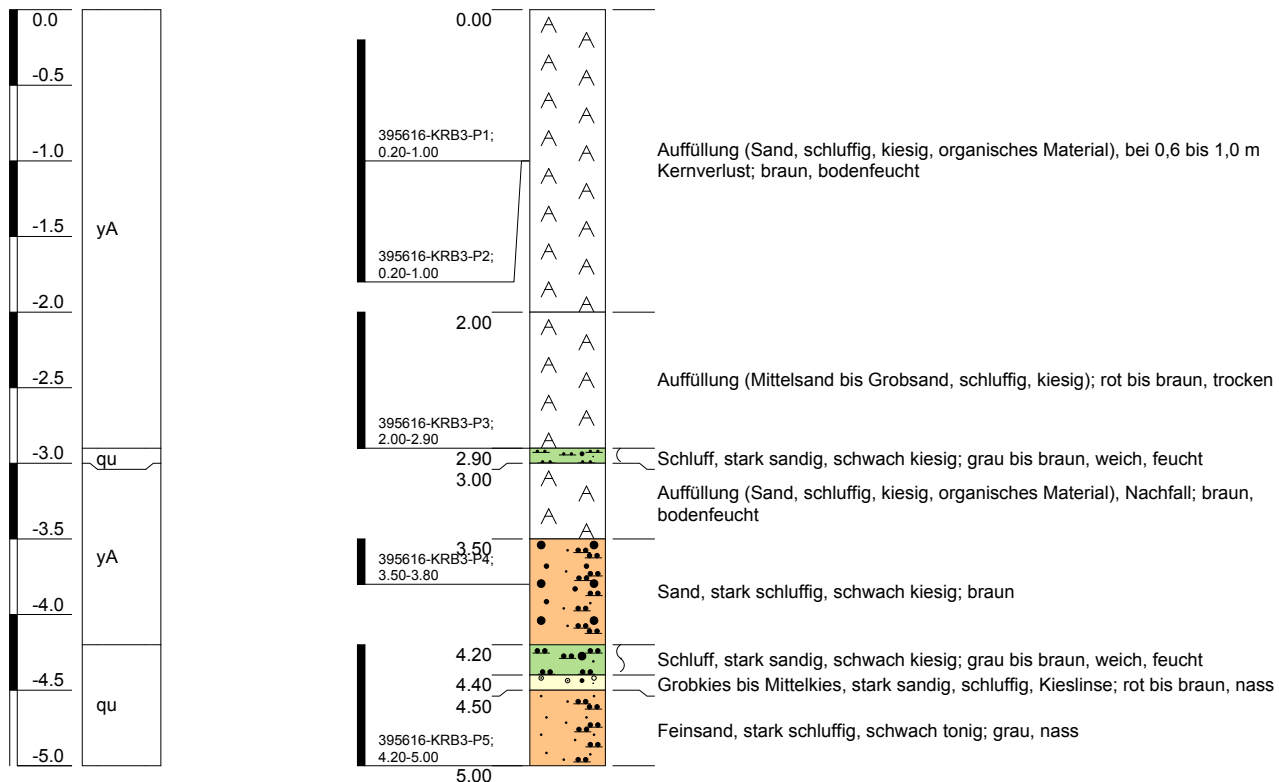 0.0
-0.5
-1.0
-1.5
-2.0
-2.5
-3.0
-3.5
-4.0
-4.5
-5.0
yA
qu
yA
qu
395616-KRB3-P1;
0.20-1.00
395616-KRB3-P2;
0.20-1.00
395616-KRB3-P3;
2.00-2.90
395616-KRB3-P4;
3.50-3.80
395616-KRB3-P5;
4.20-5.00
0.00
2.00
2.90
3.00
3.50
4.20
4.40
4.50
5.00
Auffüllung (Sand, schluffig, kiesig, organisches Material), bei 0,6 bis 1,0 m
Kernverlust; braun, bodenfeucht
Auffüllung (Mittelsand bis Grobsand, schluffig, kiesig); rot bis braun, trocken
Schluff, stark sandig, schwach kiesig; grau bis braun, weich, feucht
Auffüllung (Sand, schluffig, kiesig, organisches Material), Nachfall; braun,
bodenfeucht
Sand, stark schluffig, schwach kiesig; braun
Schluff, stark sandig, schwach kiesig; grau bis braun, weich, feucht
Grobkies bis Mittelkies, stark sandig, schluffig, Kieslinse; rot bis braun, nass
Feinsand, stark schluffig, schwach tonig; grau, nass